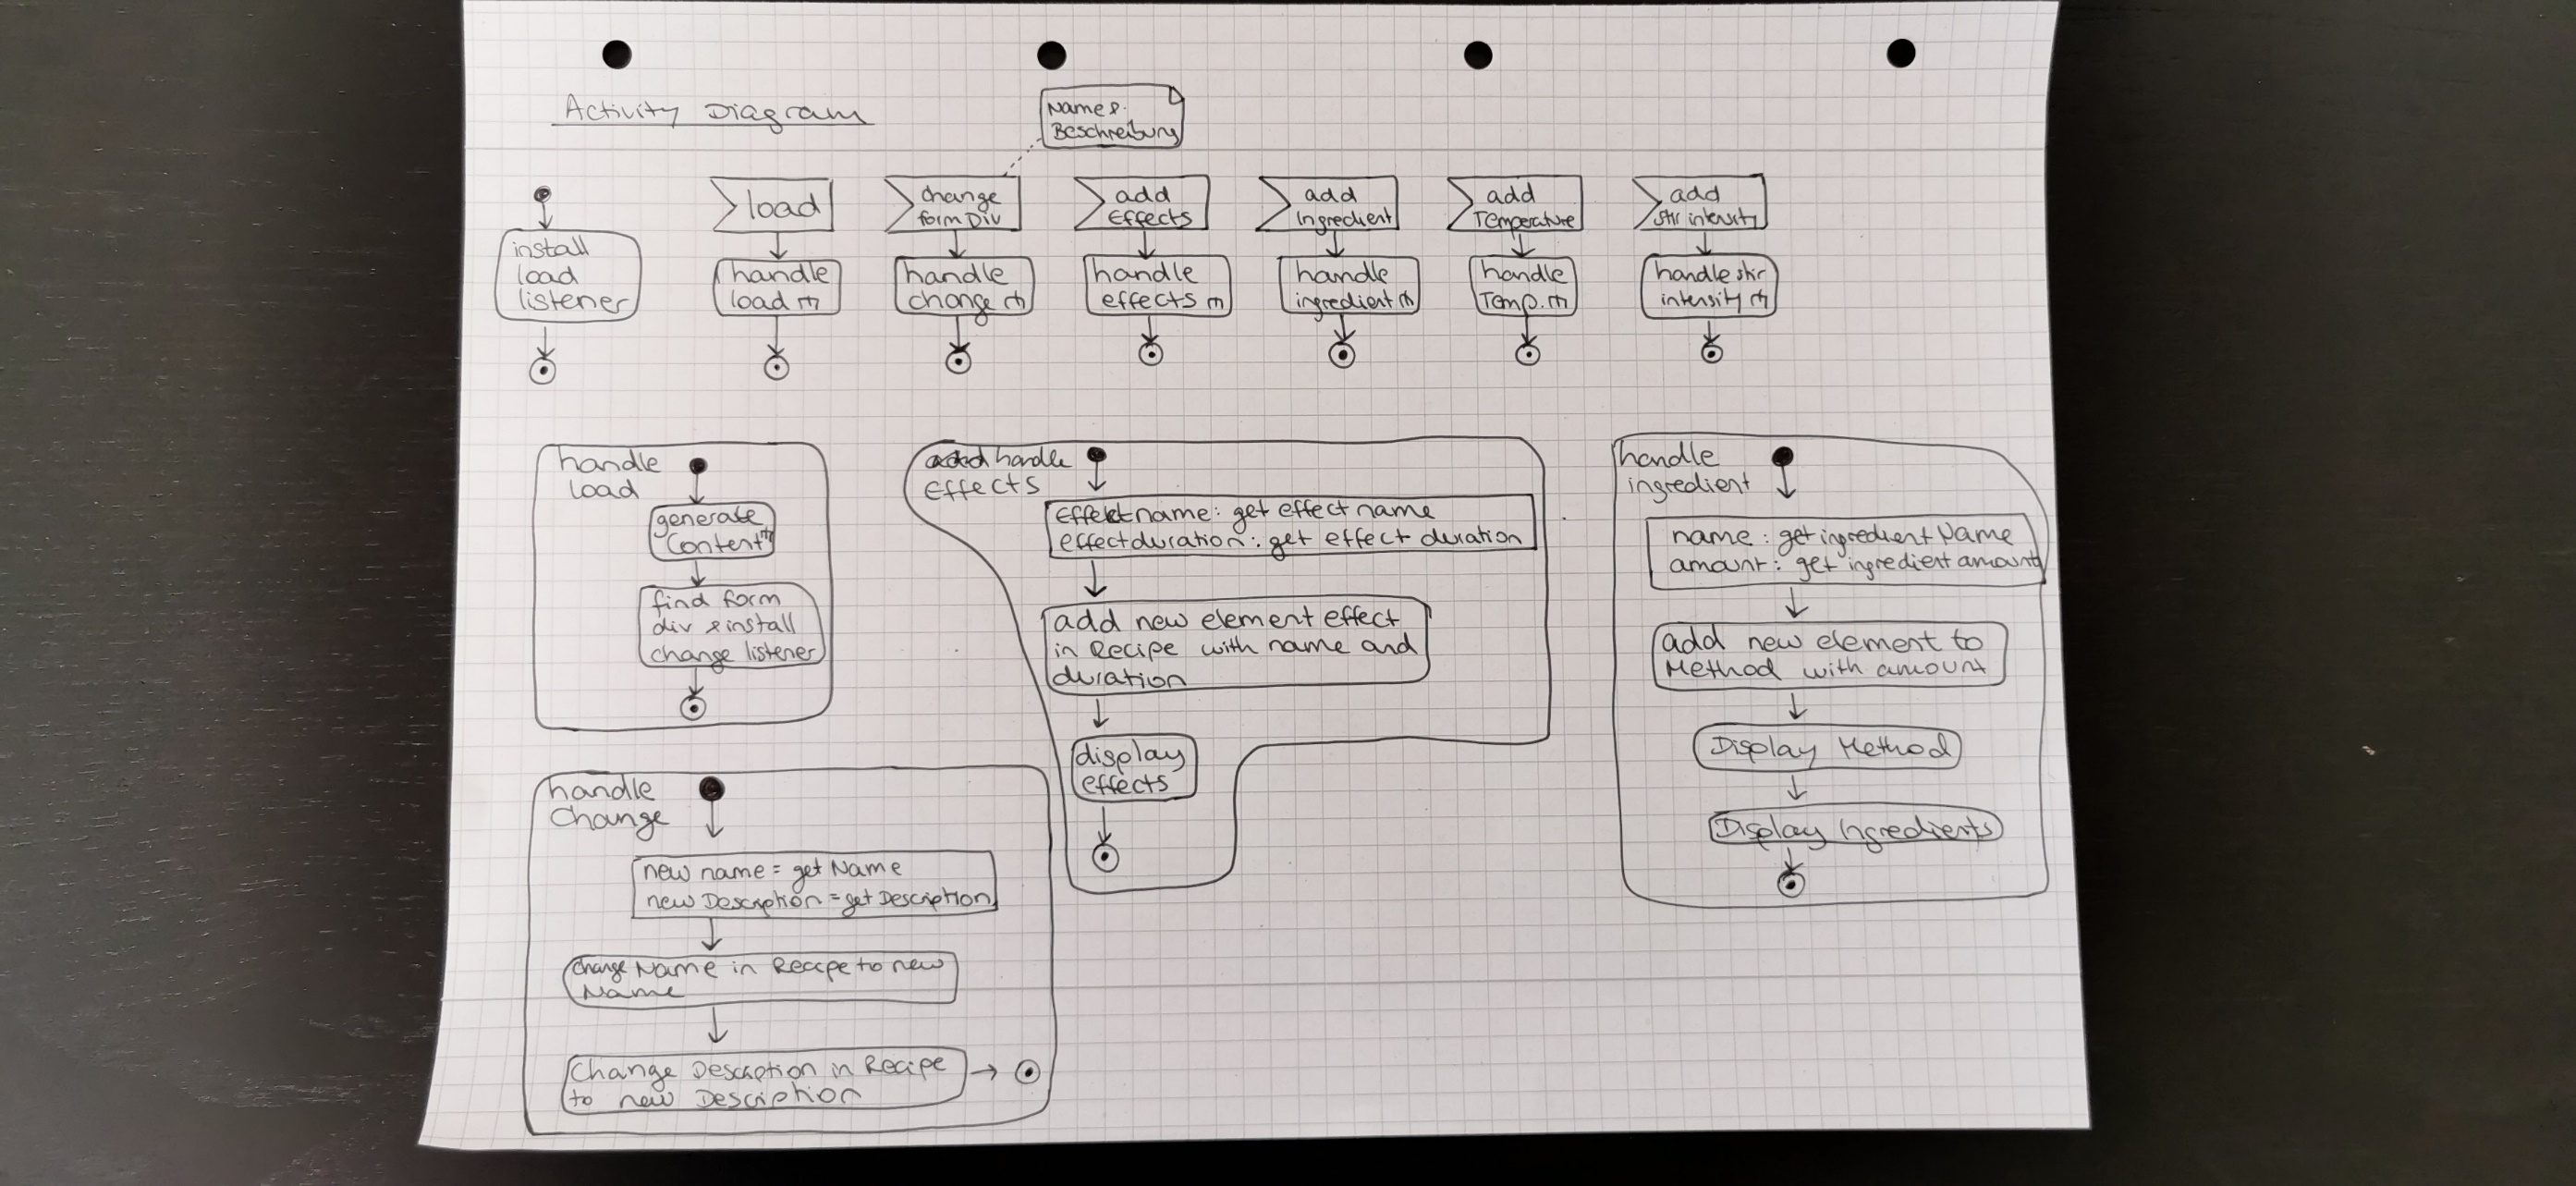 Activity Diagram
Name &
Beschreibung
install
load
listener
load
handle
load
change
form Div
handle
change
add
Effects
handle
effects
add
Ingredient
handle
ingredient
add
Temperature
handle
Temp.
add
stir intensity
handle stir
intensity
handle
load
generate
Content
find form
div & install
change listener
handle
Change
new name = get Name
new Description = get Description
change Name in Recipe to new
Name
Change Description in Recipe
to new Description
handle
Effects
Effektname: get effect name
effectduration: get effect duration
add new element effect
in Recipe with name and
duration
display
effects
handle
ingredient
name: get ingredient Name
amount: get ingredient amount
add new element to
Method with amount
Display Method
Display Ingredients